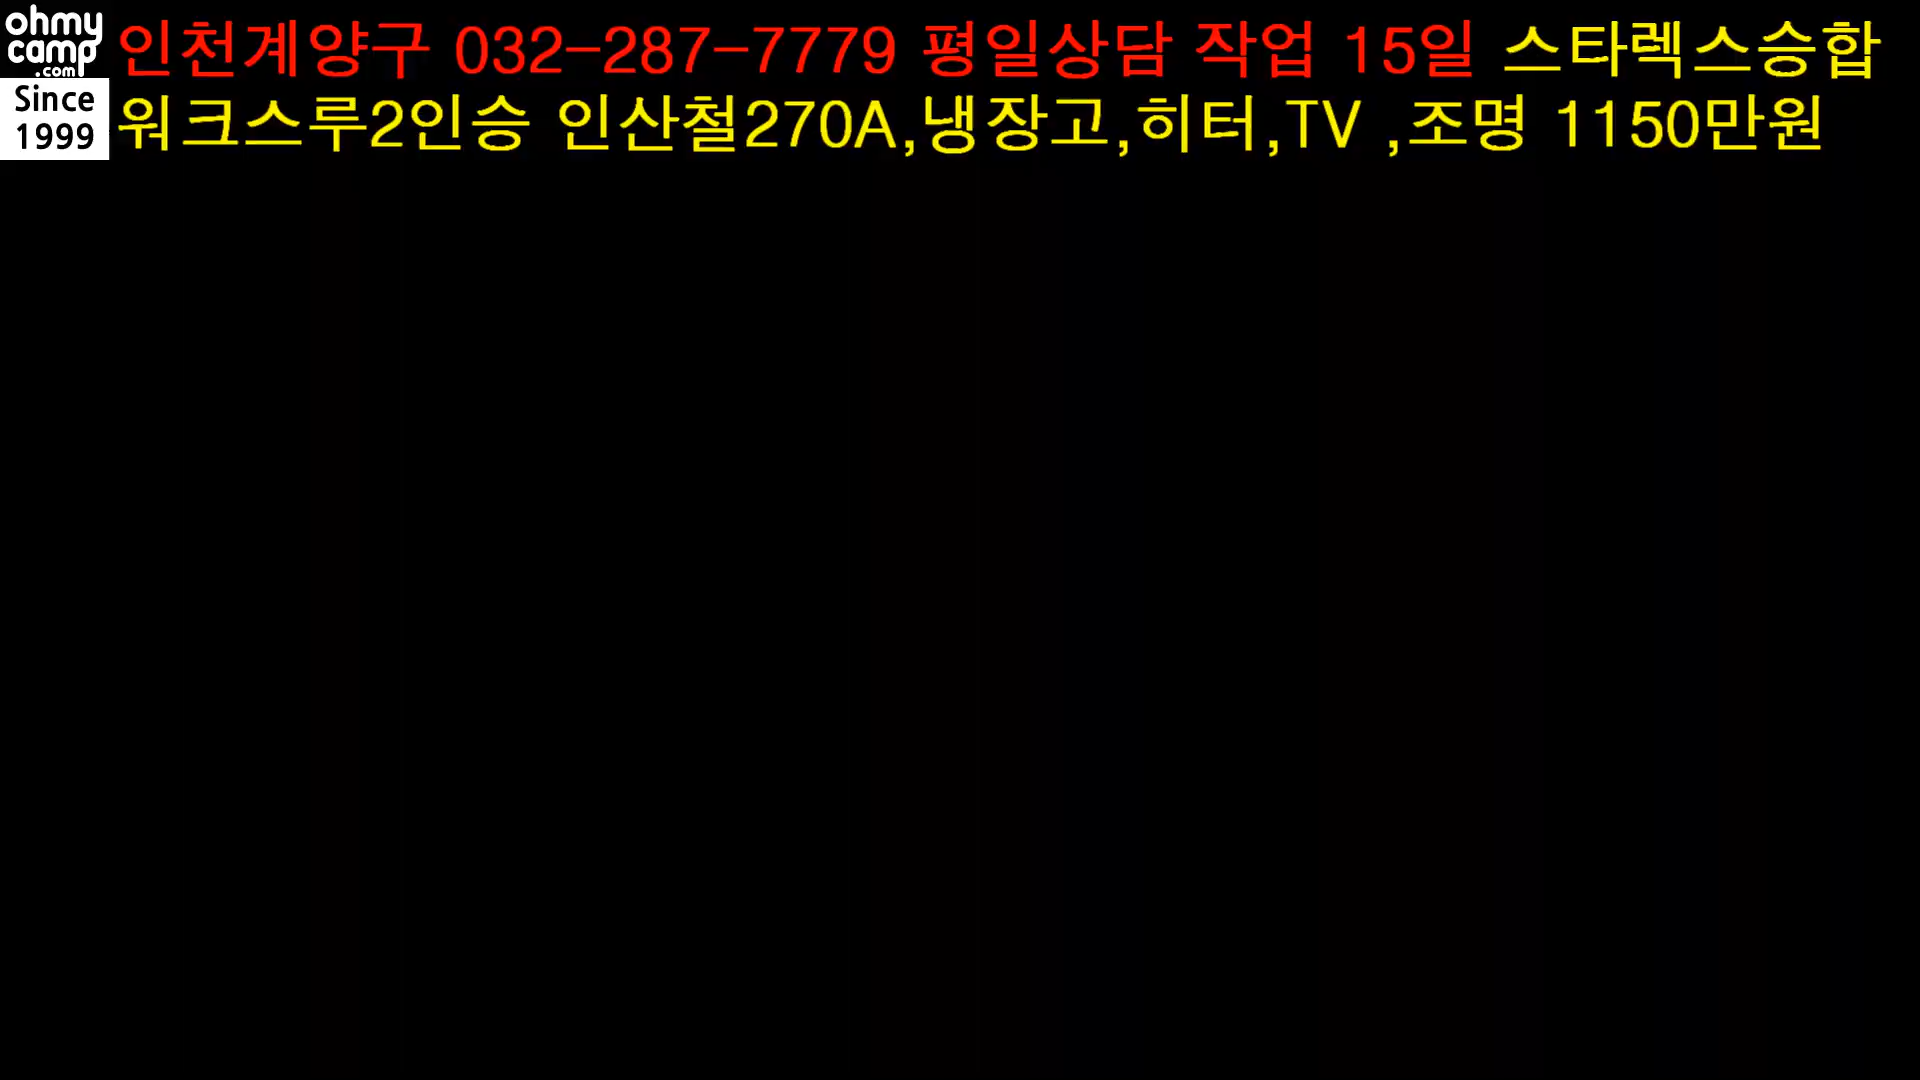 ohmy
camp
.com
Since
1999
인천계양구 032-287-7779 평일상담 작업 15일 스타렉스승합
워크스루2인승 인산철270A,냉장고,히터,TV ,조명 1150만원